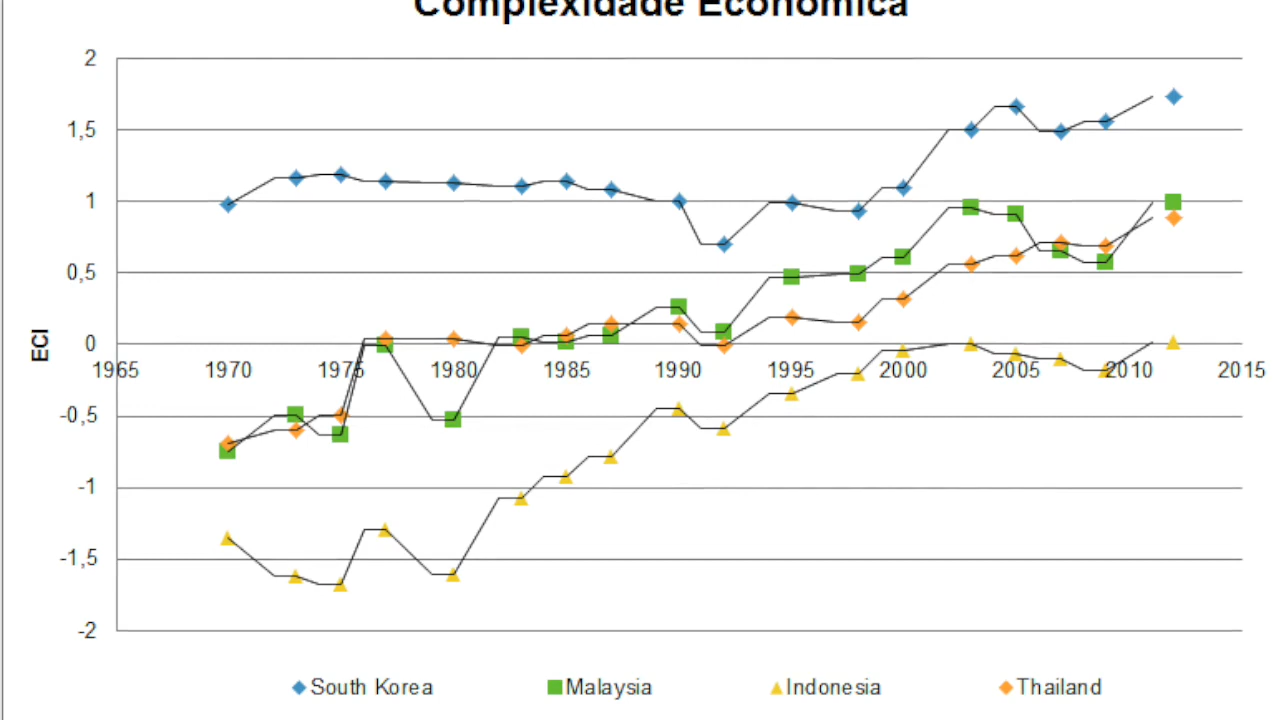 Complexidade Econômica
2
1,5
1
0,5
0
-0,5
-1
-1,5
-2
ECI
1965 1970 1975 1980 1985 1990 1995 2000 2005 2010 2015
South Korea Malaysia Indonesia Thailand